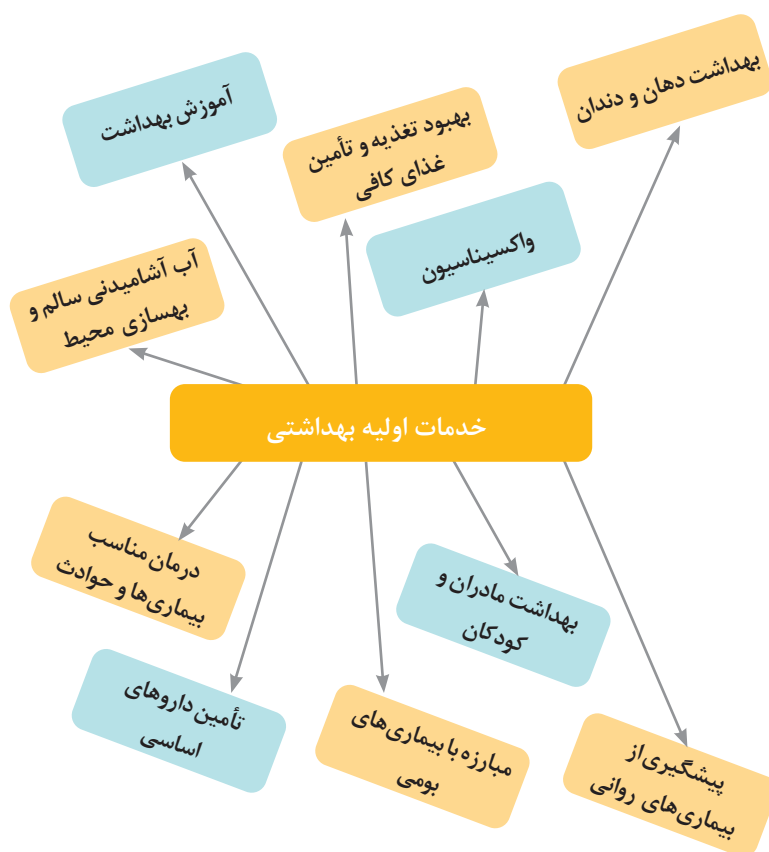 بهداشت دهان و دندان
بهبود تغذیه و تأمین
غذای کافی
آموزش بهداشت
واکسیناسیون
آب آشامیدنی سالم و
بهسازی محیط
خدمات اولیه بهداشتی
درمان مناسب
بیماری‌ها و حوادث
بهداشت مادران و
کودکان
تأمین داروهای
اساسی
مبارزه با بیماری‌های
بومی
پیشگیری از
بیماری‌های روانی